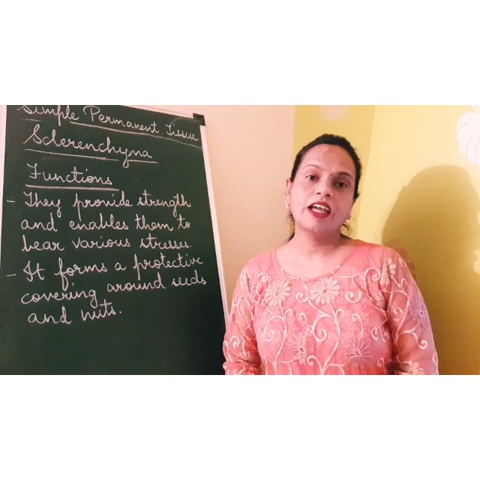 Simple Permanent Tissue
Sclerenchyma
Functions
- They provide strength
and enables them to
bear various stresses.
- It forms a protective
covering around seeds
and nuts.